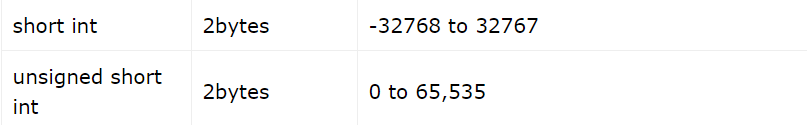 short int 2bytes -32768 to 32767
unsigned short
int 2bytes 0 to 65,535